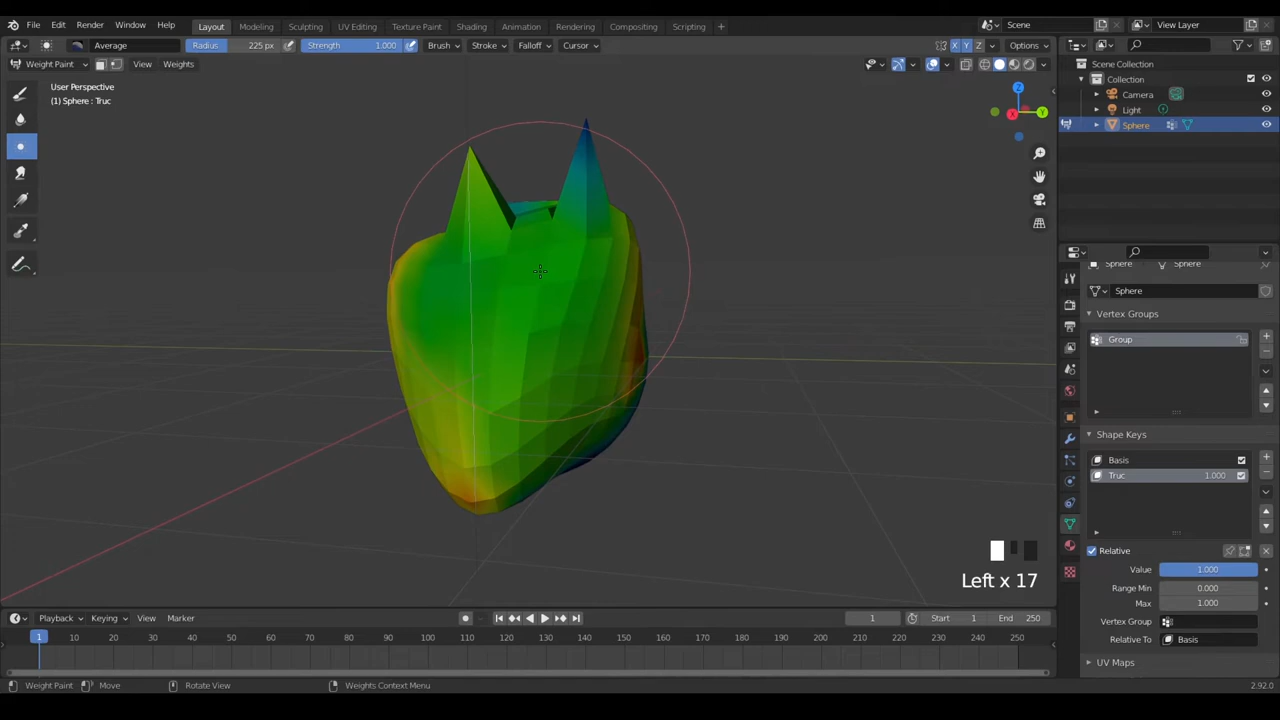 File Edit Render Window Help Layout Modeling Sculpting UV Editing Texture Paint Shading Animation Rendering Compositing Scripting + Scene View Layer
Average Radius 225 px Strength 1.000 Brush Stroke Falloff Cursor X Y Z Options
Weight Paint View Weights
User Perspective
(1) Sphere : Truc
Z
X Y
Scene Collection
Collection
Camera
Light
Sphere
Sphere Sphere
Sphere
Vertex Groups
Group
Shape Keys
Basis
Truc 1.000
Relative
Value 1.000
Range Min 0.000
Max 1.000
Vertex Group
Relative To Basis
UV Maps
Left x 17
Playback Keying View Marker 1 Start 1 End 250
1 10 20 30 40 50 60 70 80 90 100 110 120 130 140 150 160 170 180 190 200 210 220 230 240 250
Weight Paint Move Rotate View Weights Context Menu 2.92.0